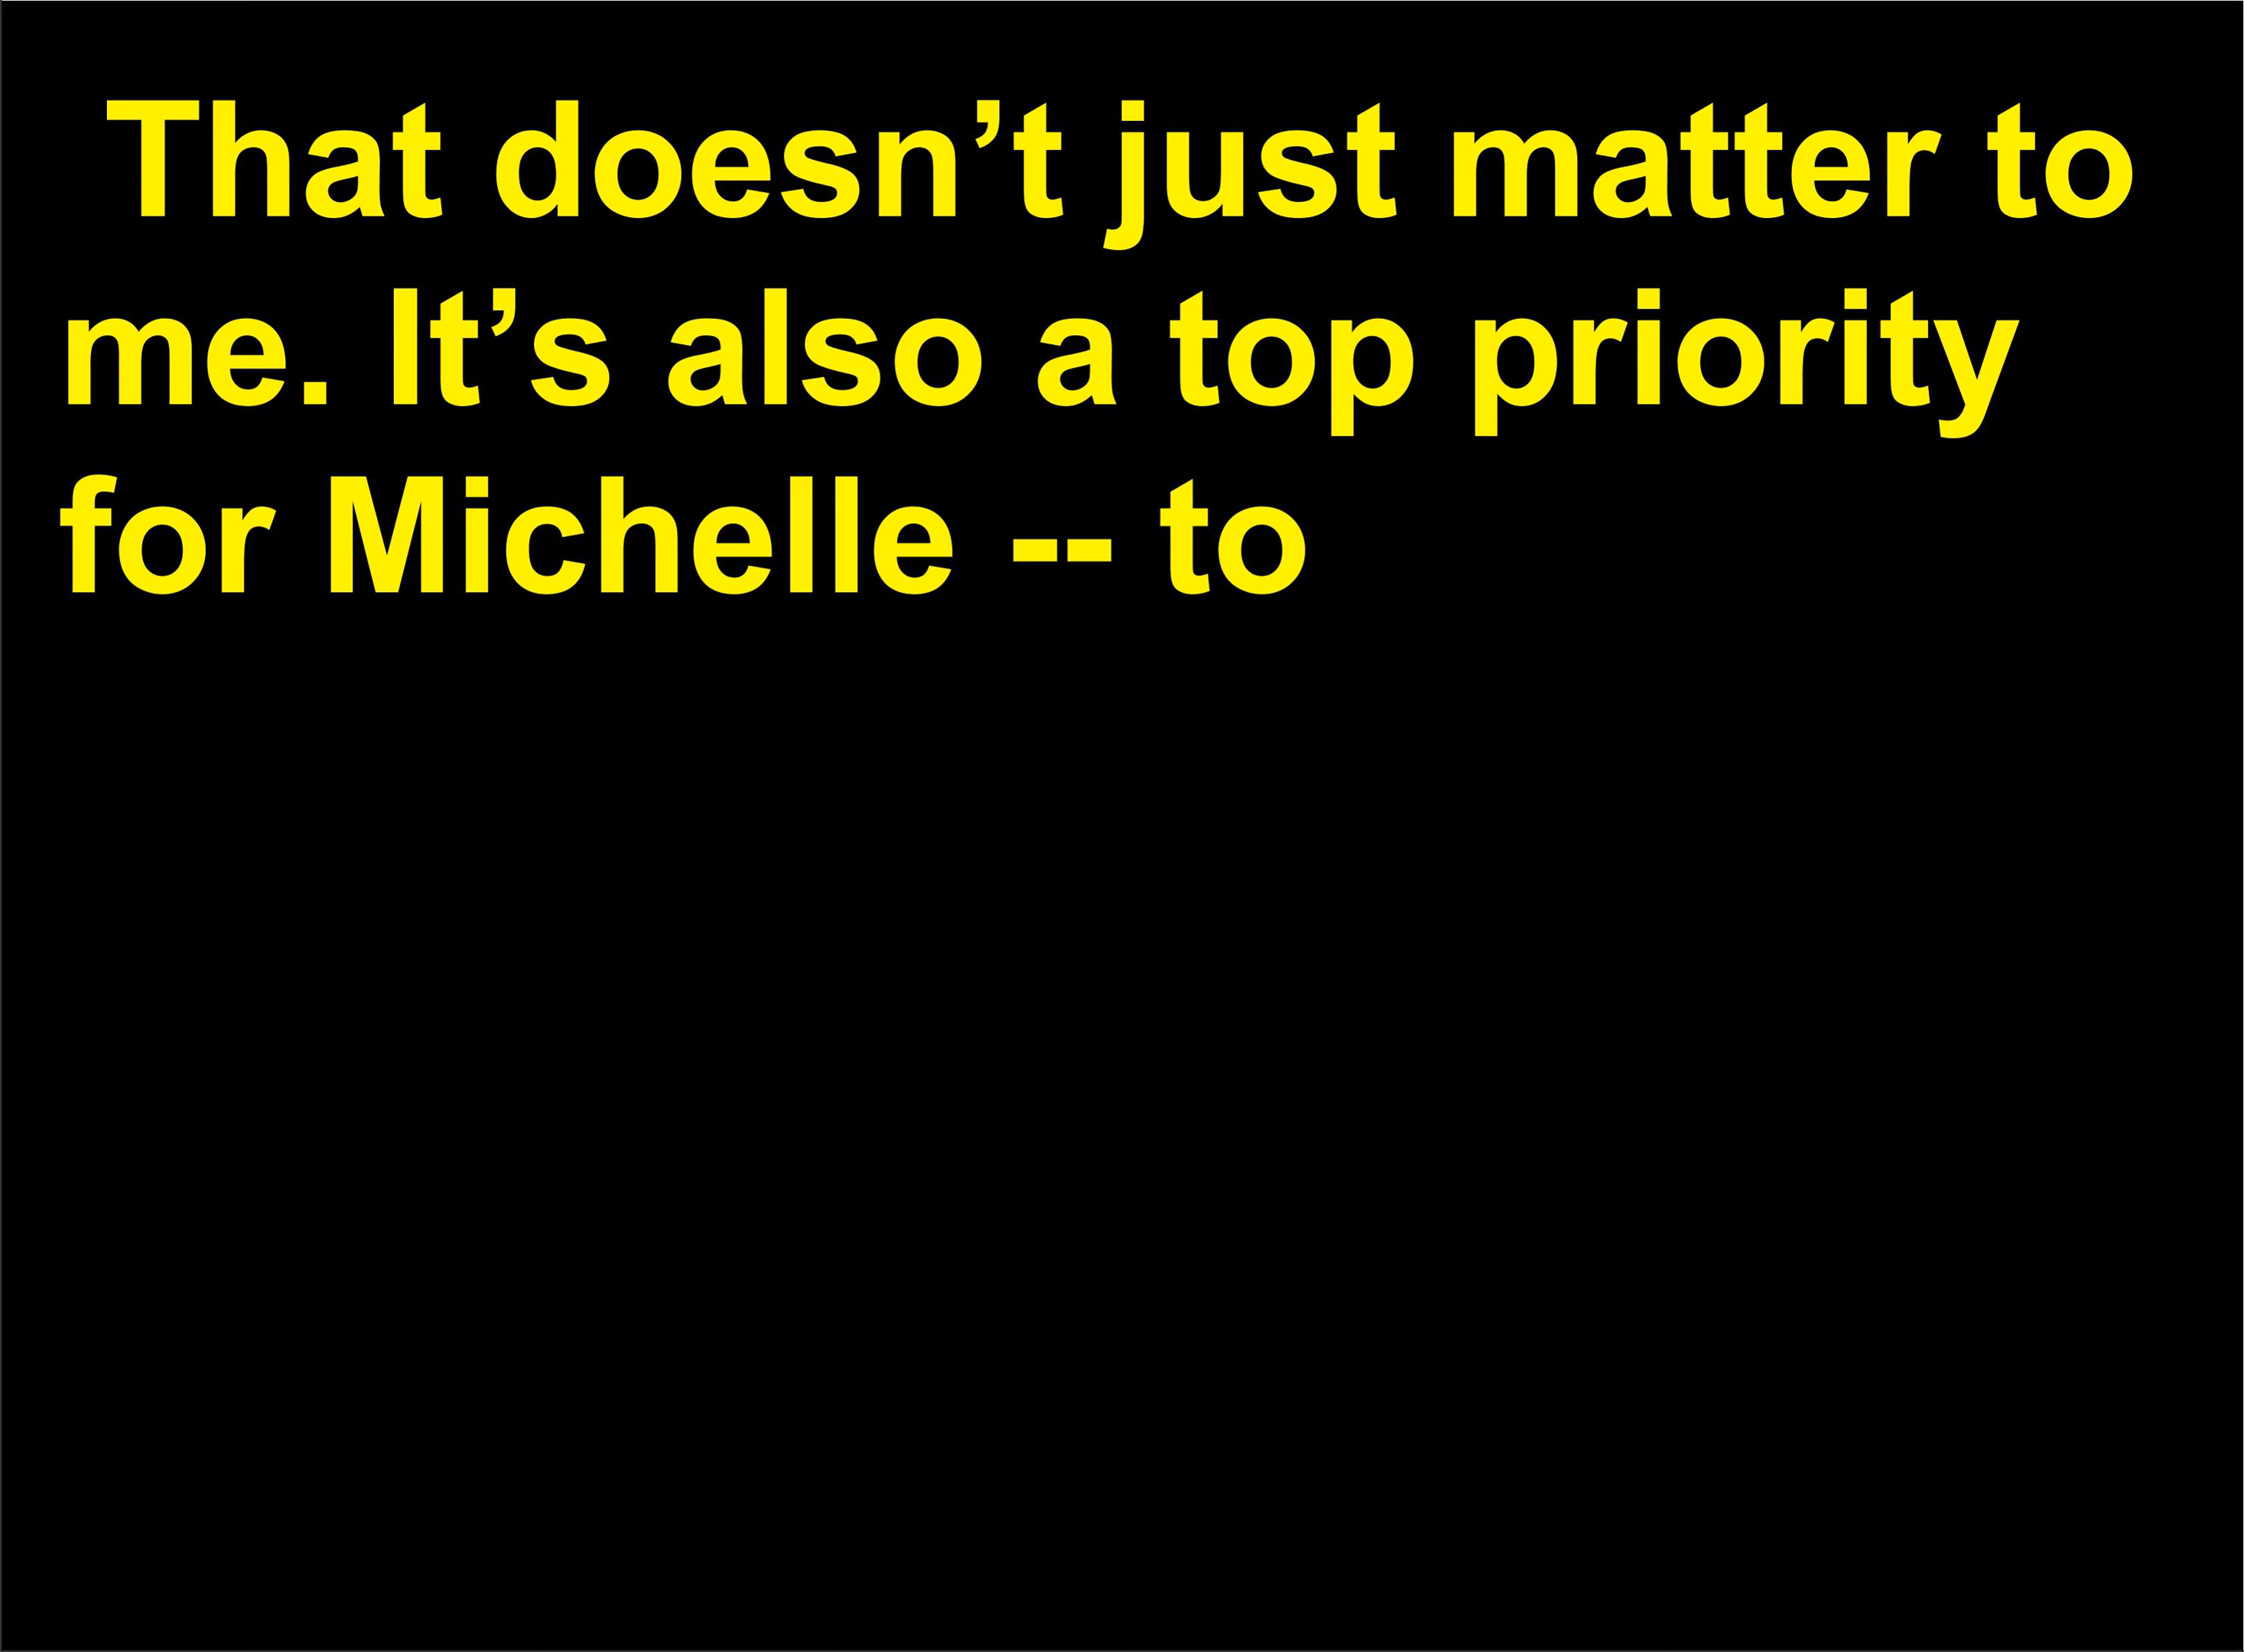 That doesn’t just matter to
me. It’s also a top priority
for Michelle -- to